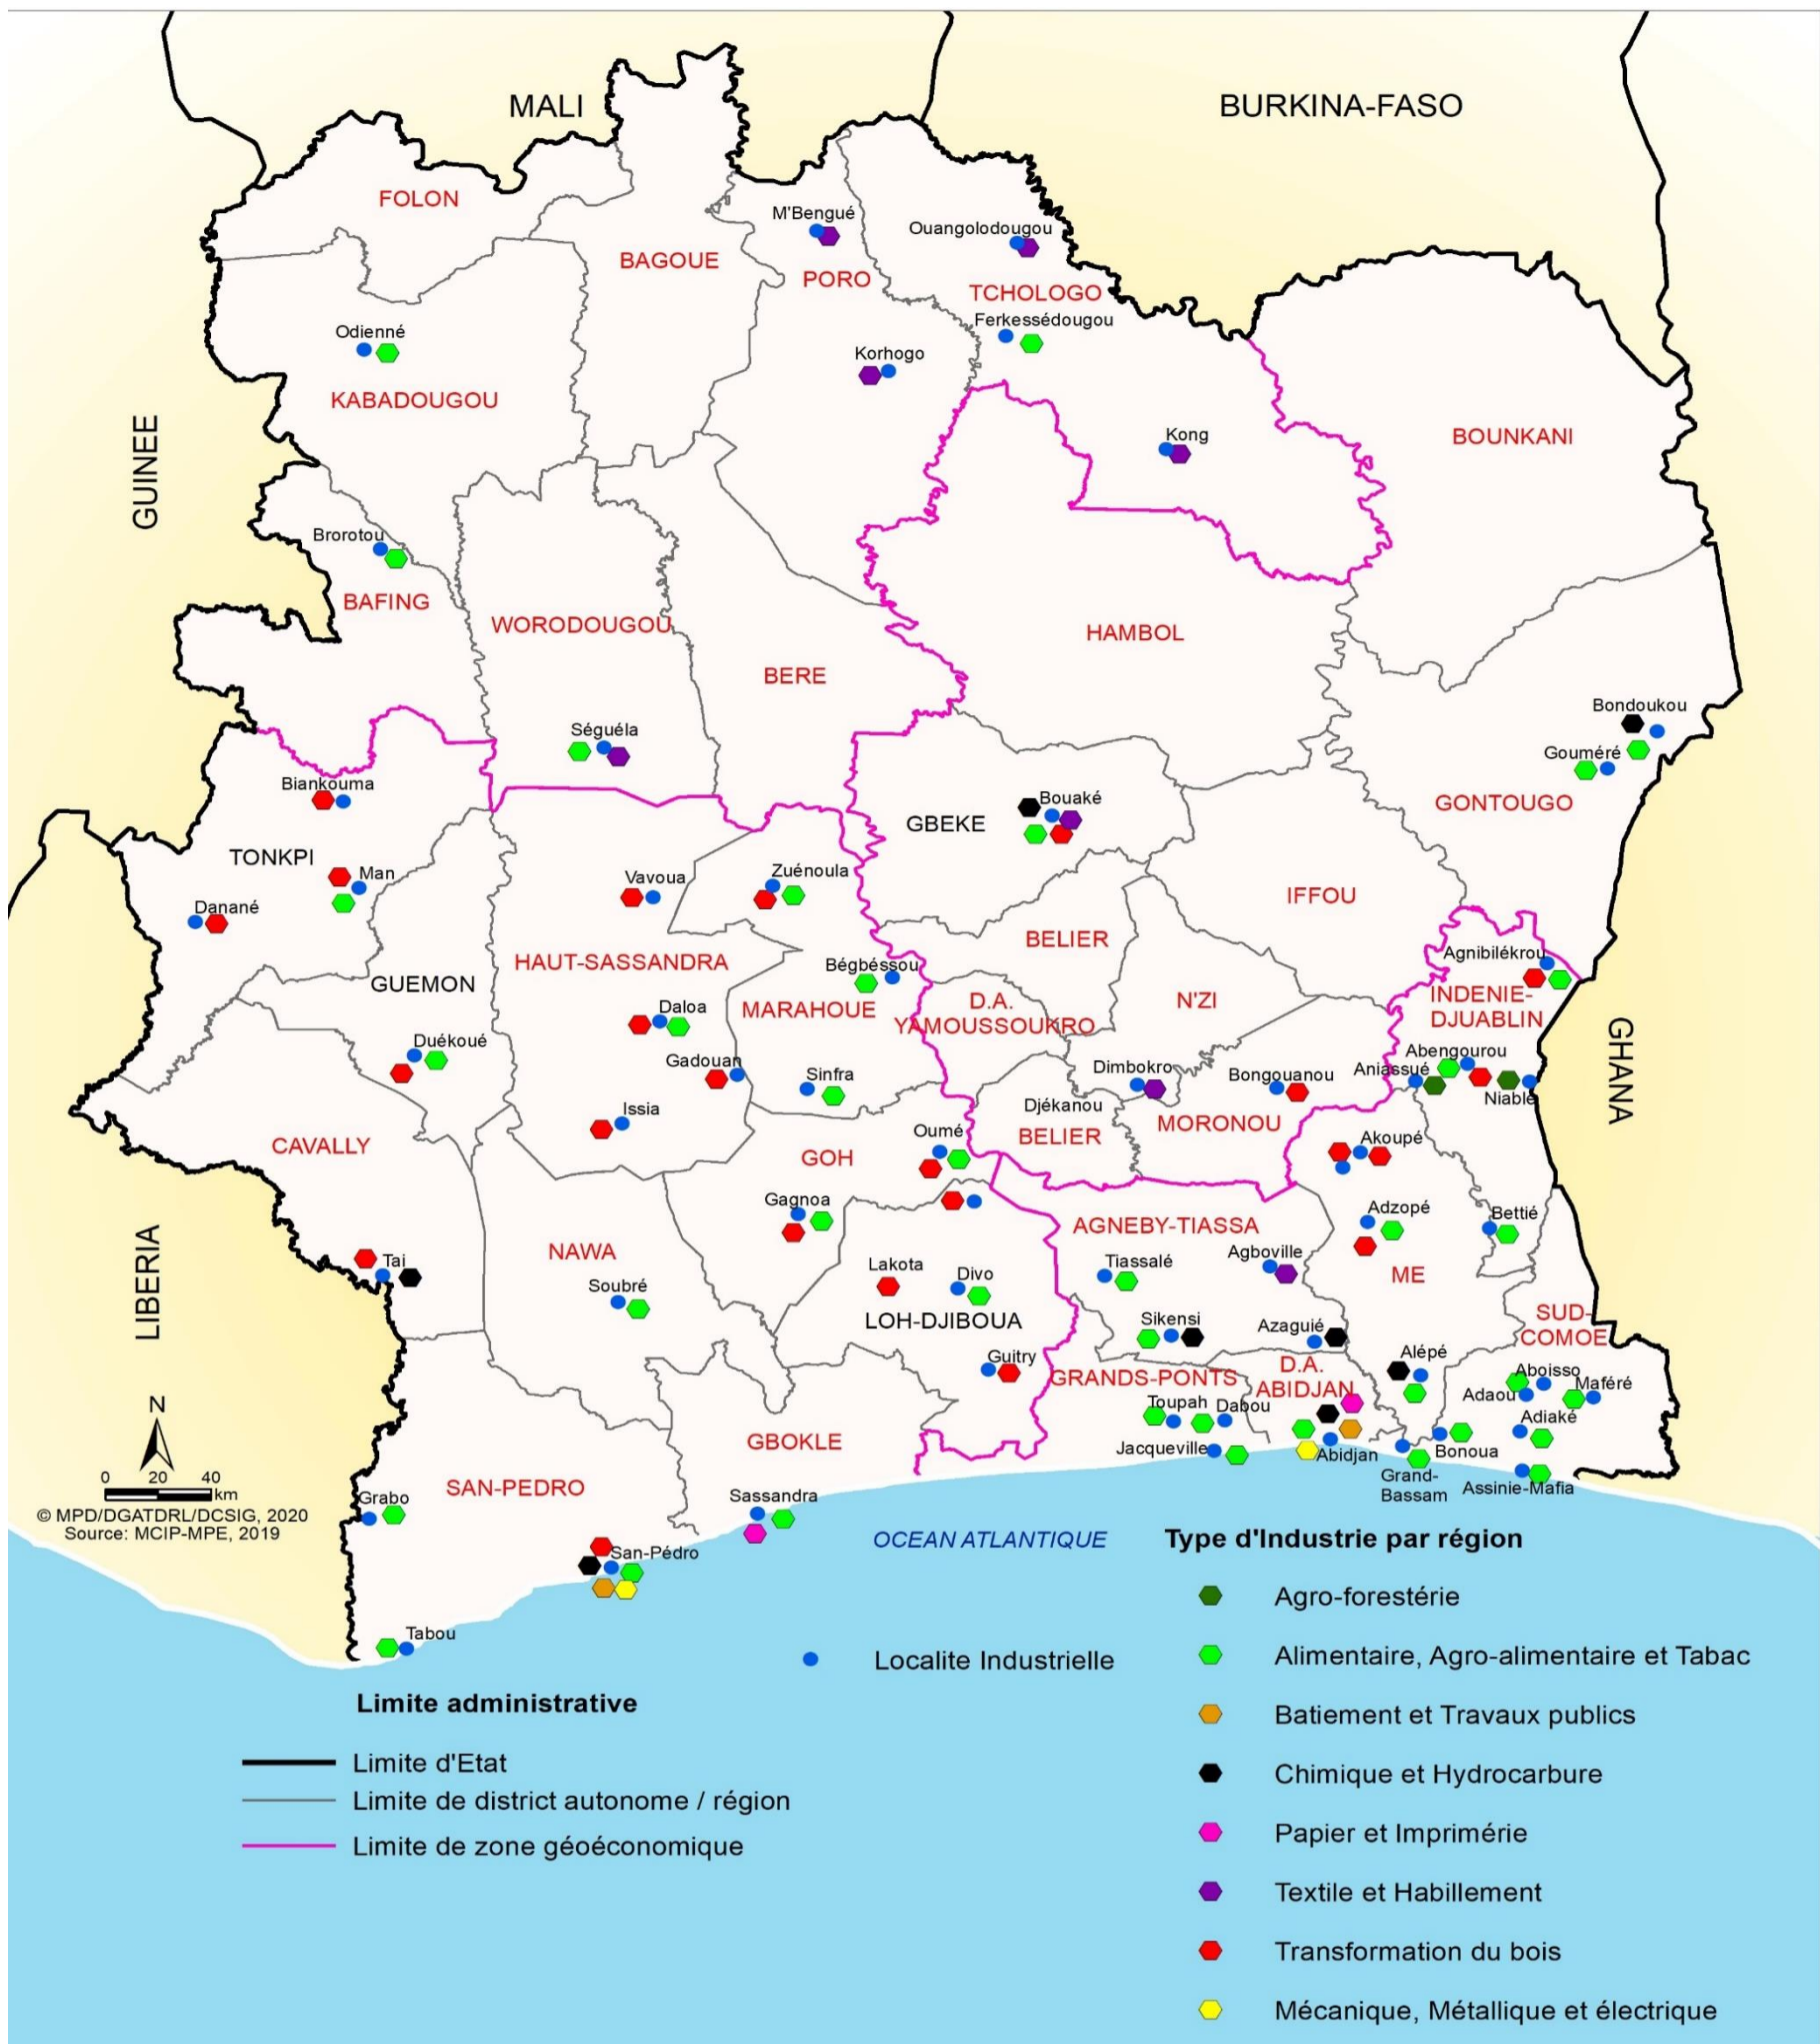 MALI
BURKINA-FASO
FOLON
M'Bengué
Ouangolodougou
BAGOUE
PORO
TCHOLOGO
Ferkessédougou
Odienné
Korhogo
KABADOUGOU
GUINEE
Kong
BOUNKANI
Brorotou
BAFING
WORODOUGOU
HAMBOL
BERE
Séguéla
Bondoukou
Gouméré
Biankouma
Bouaké
GONTOUGO
GBEKE
TONKPI
Man
Vavoua
Zuénoula
Danané
IFFOU
BELIER
Agnibilékrou
HAUT-SASSANDRA
Bégbéssou
GUEMON
MARAHOUE
D.A.
YAMOUSSOUKRO
N'ZI
INDENIE-
DJUABLIN
GHANA
Daloa
Duékoué
Gadouan
Sinfra
Dimbokro
Bongouanou
Abengourou
Aniassué
Niablé
Issia
Djékanou
MORONOU
BELIER
CAVALLY
Oumé
GOH
Akoupé
Gagnoa
AGNEBY-TIASSA
Adzopé
Bettié
LIBERIA
NAWA
Tai
Lakota
Divo
Tiassalé
Agboville
ME
Soubré
LOH-DJIBOUA
Sikensi
Azaguié
SUD-
COMOE
Guitry
GRANDS-PONTS
D.A.
ABIDJAN
Alépé
Aboisso
Adaou
Maféré
Toupah
Dabou
Adiaké
Jacqueville
Abidjan
Bonoua
Grand-
Bassam
Assinie-Mafia
GBOKLE
SAN-PEDRO
N
0 20 40
km
© MPD/DGATDRL/DCSIG, 2020
Source: MCIP-MPE, 2019
Grabo
Sassandra
San-Pédro
Tabou
OCEAN ATLANTIQUE
Type d'Industrie par région
Agro-forestérie
Alimentaire, Agro-alimentaire et Tabac
Batiement et Travaux publics
Chimique et Hydrocarbure
Papier et Imprimérie
Textile et Habillement
Transformation du bois
Mécanique, Métallique et électrique
Localite Industrielle
Limite administrative
Limite d'Etat
Limite de district autonome / région
Limite de zone géoéconomique